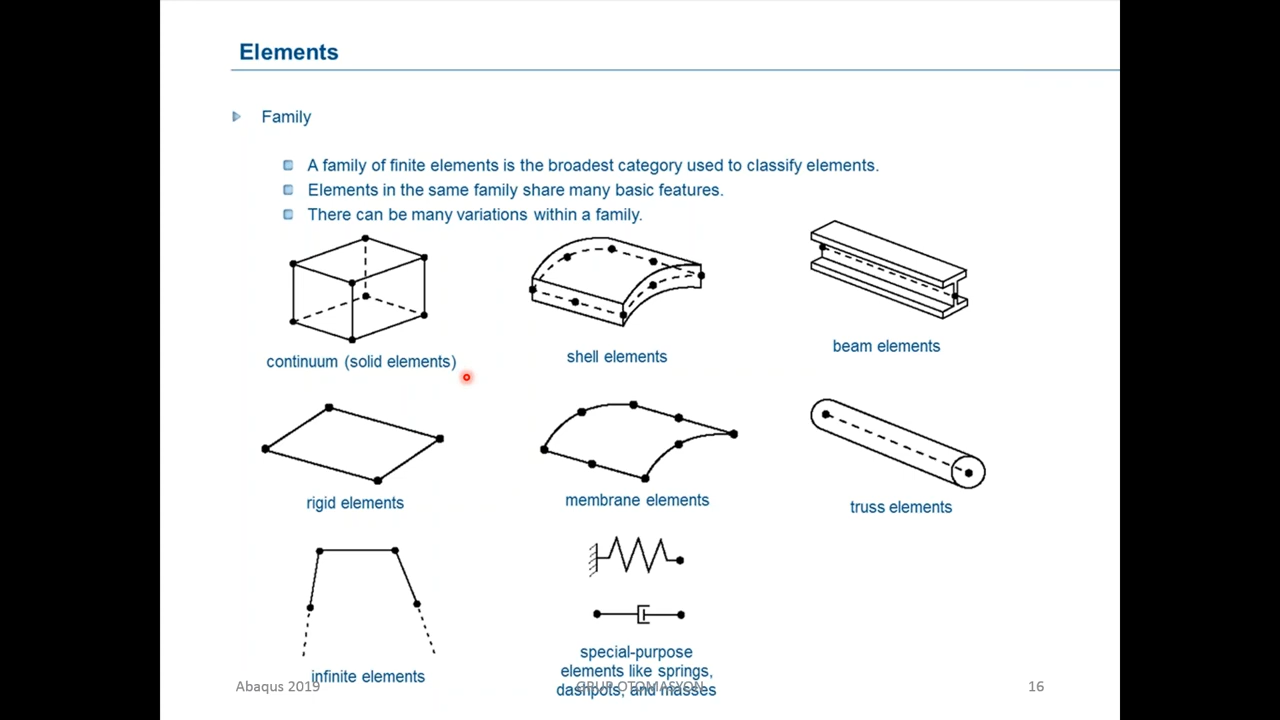 Elements
Family
A family of finite elements is the broadest category used to classify elements.
Elements in the same family share many basic features.
There can be many variations within a family.
continuum (solid elements)
shell elements
beam elements
rigid elements
membrane elements
truss elements
infinite elements
special-purpose
elements like springs,
dashpots, and masses
Abaqus 2019
GRUP OTOMASYON
16